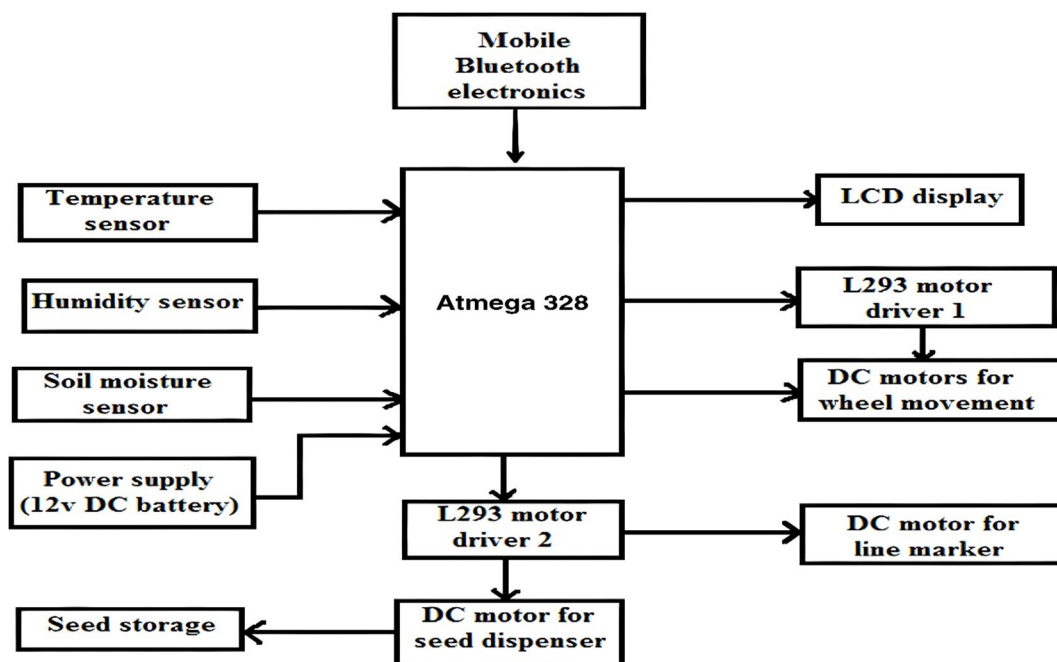 Mobile
Bluetooth
electronics
Temperature
sensor
LCD display
Humidity sensor
Atmega 328
L293 motor
driver 1
Soil moisture
sensor
DC motors for
wheel movement
Power supply
(12v DC battery)
L293 motor
driver 2
DC motor for
line marker
Seed storage
DC motor for
seed dispenser